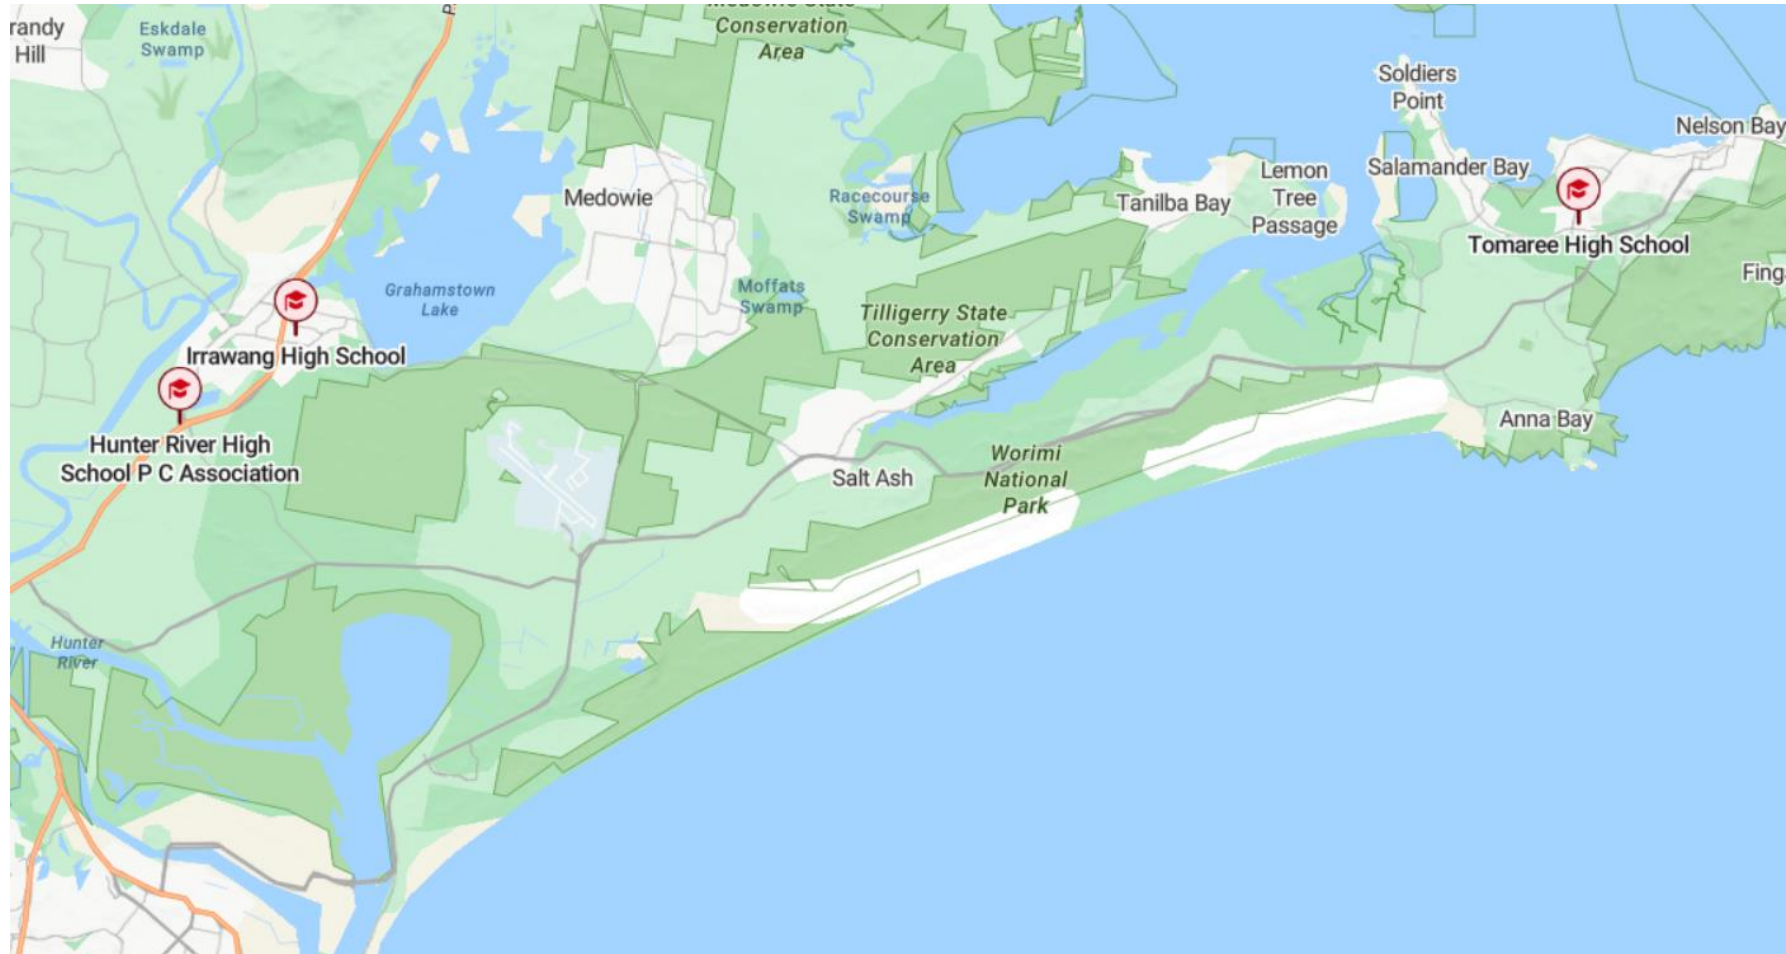 randy
Hill
Eskdale
Swamp
Conservation
Area
Soldiers
Point
Nelson Bay
Salamander Bay
Lemon
Tree
Passage
Tanilba Bay
Medowie
Racecourse
Swamp
Tomaree High School
Fing
Grahamstown
Lake
Moffats
Swamp
Tilligerry State
Conservation
Area
Irrawang High School
Hunter River High
School P C Association
Anna Bay
Salt Ash
Worimi
National
Park
Hunter
River